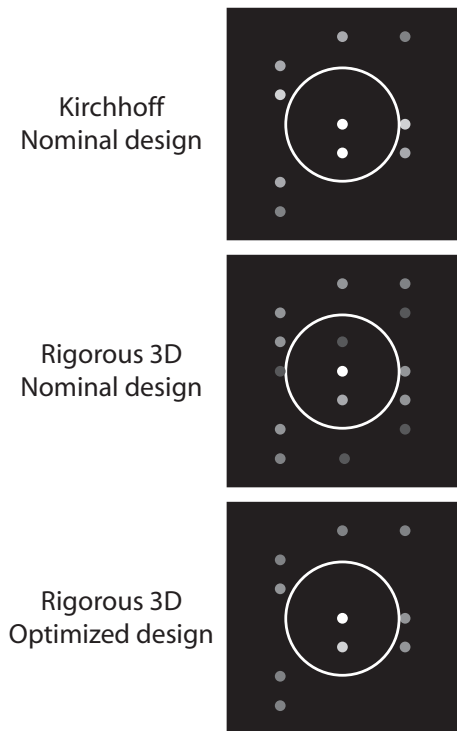 Kirchhoff
Nominal design
Rigorous 3D
Nominal design
Rigorous 3D
Optimized design